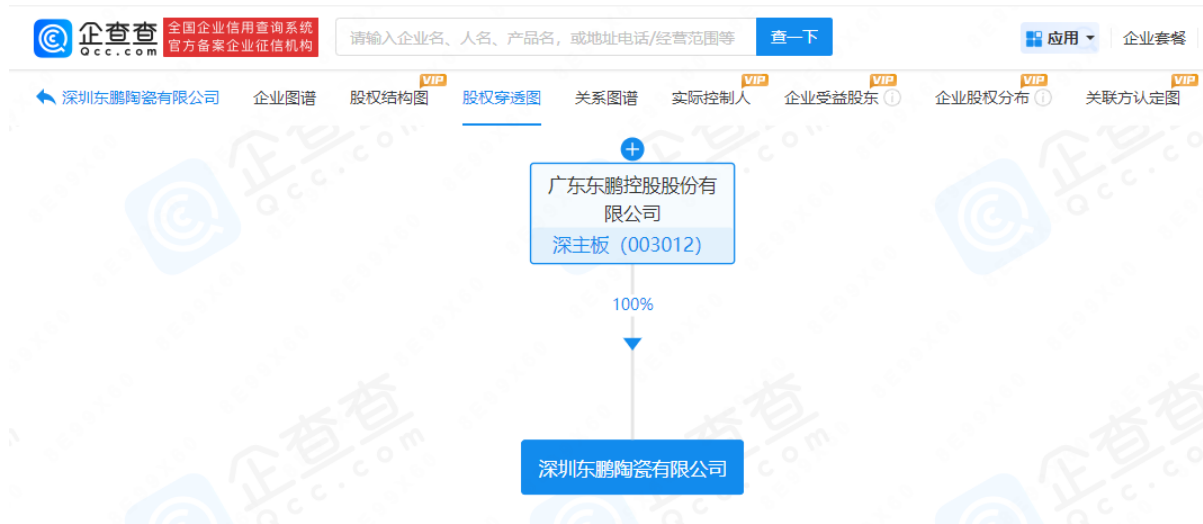 企查查
Qcc.com
全国企业信用查询系统
官方备案企业征信机构
请输入企业名、人名、产品名，或地址电话/经营范围等
查一下
应用
企业套餐
深圳东鹏陶瓷有限公司
企业图谱
股权结构图
VIP
股权穿透图
关系图谱
实际控制人
VIP
企业受益股东
VIP
企业股权分布
VIP
关联方认定图
VIP
广东东鹏控股股份有
限公司
深主板（003012）
100%
深圳东鹏陶瓷有限公司